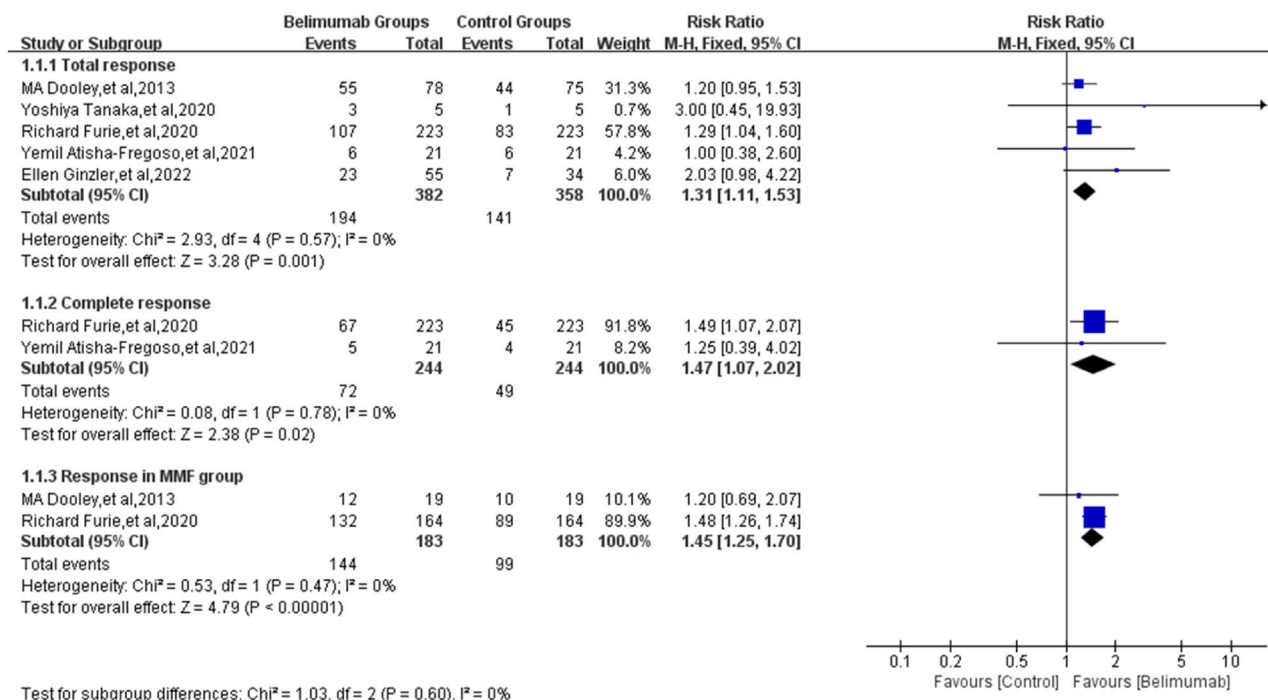 Belimumab Groups Control Groups Risk Ratio Risk Ratio
Study or Subgroup Events Total Events Total Weight M-H, Fixed, 95% CI M-H, Fixed, 95% CI
1.1.1 Total response
MA Dooley,et al,2013 55 78 44 75 31.3% 1.20 [0.95, 1.53]
Yoshiya Tanaka,et al,2020 3 5 1 5 0.7% 3.00 [0.45, 19.93]
Richard Furie,et al,2020 107 223 83 223 57.8% 1.29 [1.04, 1.60]
Yemil Atisha-Fregoso,et al,2021 6 21 6 21 4.2% 1.00 [0.38, 2.60]
Ellen Ginzler,et al,2022 23 55 7 34 6.0% 2.03 [0.98, 4.22]
Subtotal (95% CI) 382 358 100.0% 1.31 [1.11, 1.53]
Total events 194 141
Heterogeneity: Chi² = 2.93, df = 4 (P = 0.57); I² = 0%
Test for overall effect: Z = 3.28 (P = 0.001)
1.1.2 Complete response
Richard Furie,et al,2020 67 223 45 223 91.8% 1.49 [1.07, 2.07]
Yemil Atisha-Fregoso,et al,2021 5 21 4 21 8.2% 1.25 [0.39, 4.02]
Subtotal (95% CI) 244 244 100.0% 1.47 [1.07, 2.02]
Total events 72 49
Heterogeneity: Chi² = 0.08, df = 1 (P = 0.78); I² = 0%
Test for overall effect: Z = 2.38 (P = 0.02)
1.1.3 Response in MMF group
MA Dooley,et al,2013 12 19 10 19 10.1% 1.20 [0.69, 2.07]
Richard Furie,et al,2020 132 164 89 164 89.9% 1.48 [1.26, 1.74]
Subtotal (95% CI) 183 183 100.0% 1.45 [1.25, 1.70]
Total events 144 99
Heterogeneity: Chi² = 0.53, df = 1 (P = 0.47); I² = 0%
Test for overall effect: Z = 4.79 (P < 0.00001)
0.1 0.2 0.5 1 2 5 10
Favours [Control] Favours [Belimumab]
Test for subgroup differences: Chi² = 1.03, df = 2 (P = 0.60), I² = 0%